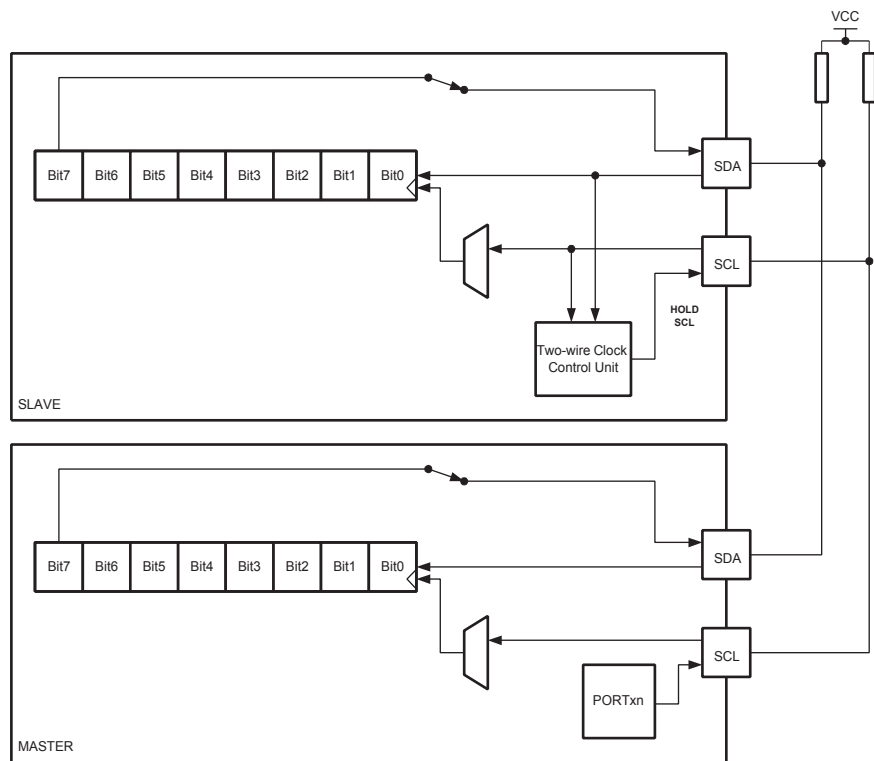 VCC
Bit7 Bit6 Bit5 Bit4 Bit3 Bit2 Bit1 Bit0
SDA
SCL
HOLD
SCL
Two-wire Clock
Control Unit
SLAVE
Bit7 Bit6 Bit5 Bit4 Bit3 Bit2 Bit1 Bit0
SDA
SCL
PORTxn
MASTER